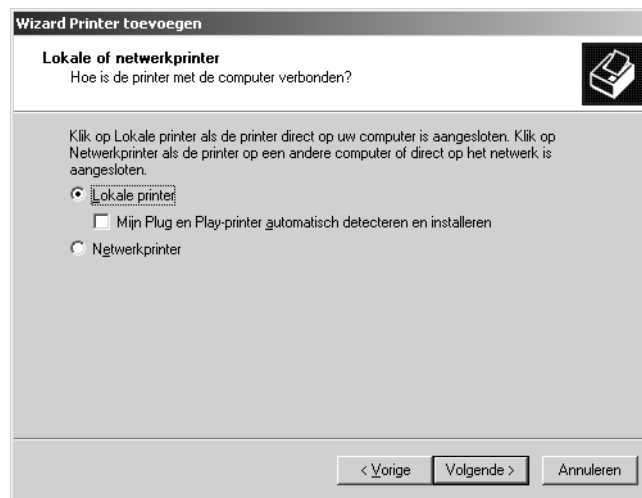 Wizard Printer toevoegen
Lokale of netwerkprinter
Hoe is de printer met de computer verbonden?
Klik op Lokale printer als de printer direct op uw computer is aangesloten. Klik op
Netwerkprinter als de printer op een andere computer of direct op het netwerk is
aangesloten.
Lokale printer
Mijn Plug en Play-printer automatisch detecteren en installeren
Netwerkprinter
< Vorige Volgende > Annuleren